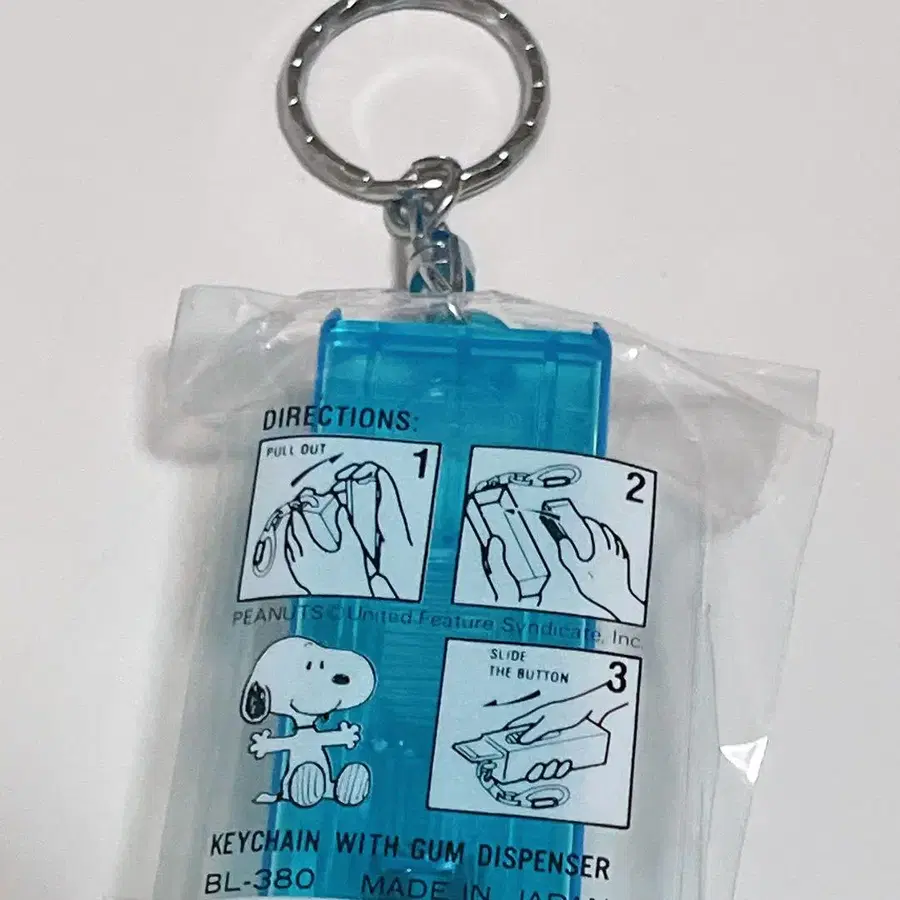 DIRECTIONS:
PULL OUT 1
2
PEANUTS © United Feature Syndicate, Inc.
SLIDE
THE BUTTON 3
KEYCHAIN WITH GUM DISPENSER
BL-380 MADE IN JAPAN